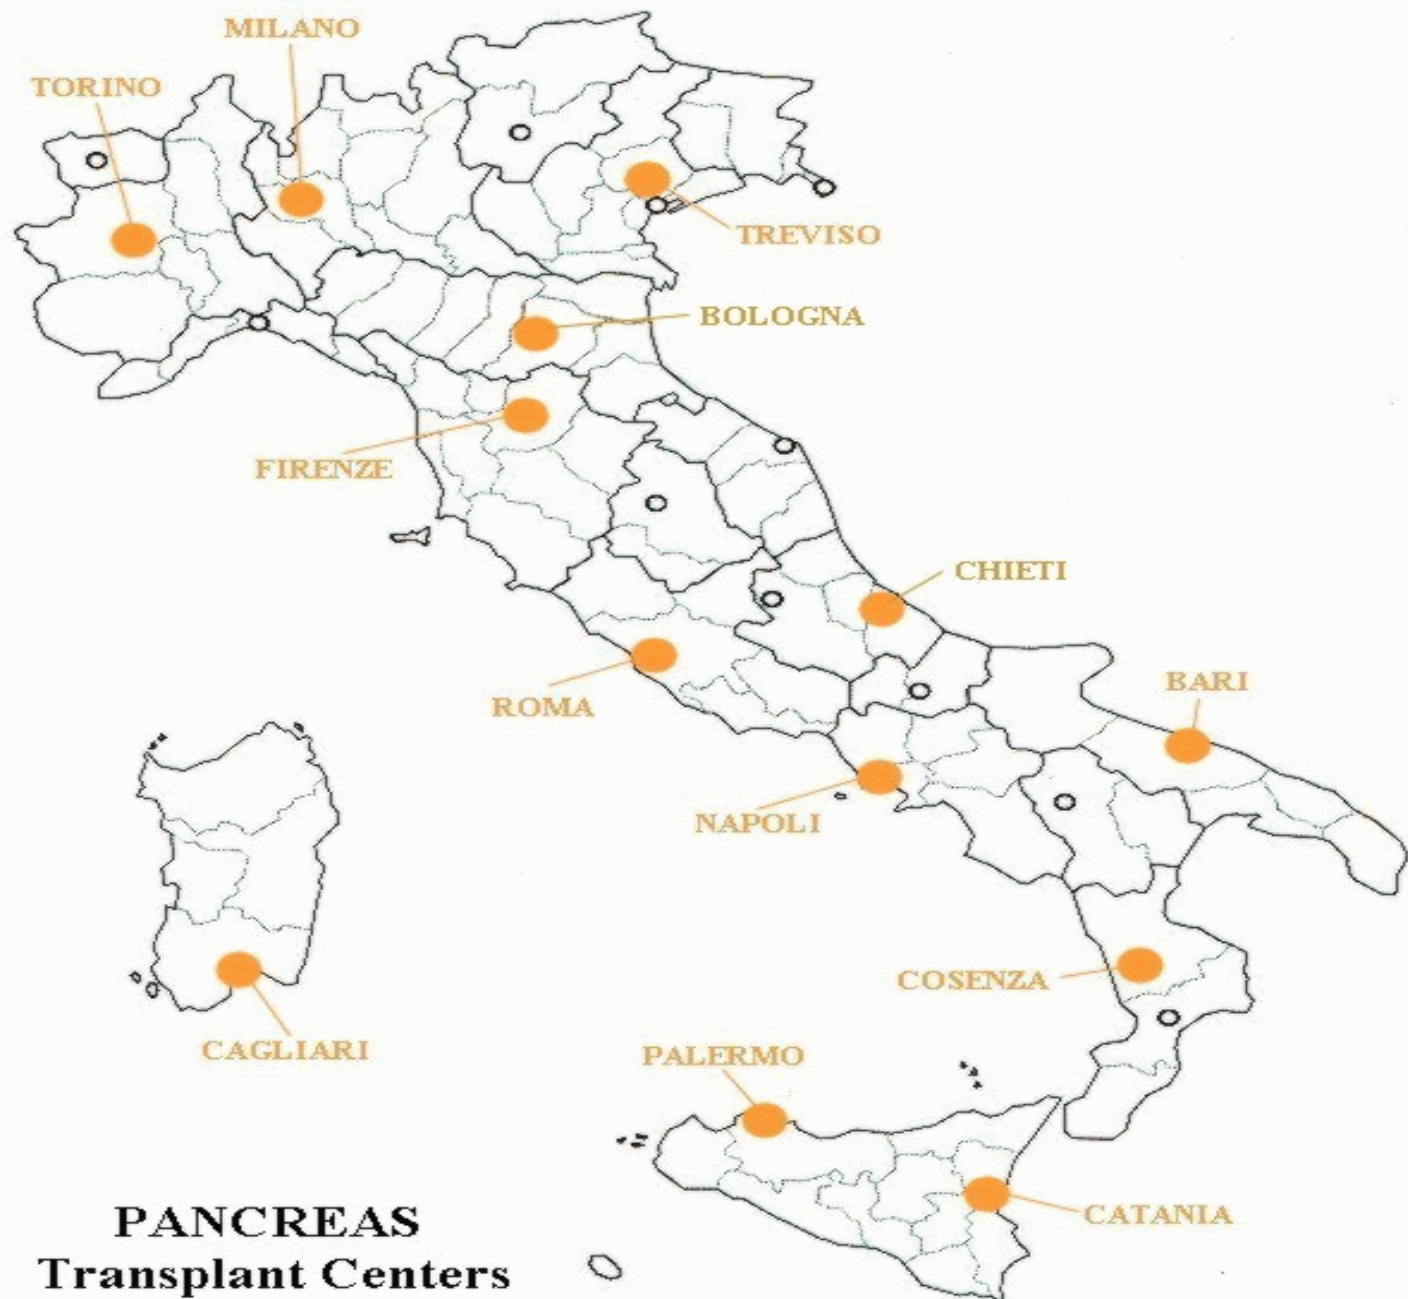 MILANO
TORINO
TREVISO
BOLOGNA
FIRENZE
CHIETI
ROMA
BARI
NAPOLI
COSENZA
CAGLIARI
PALERMO
CATANIA
PANCREAS
Transplant Centers